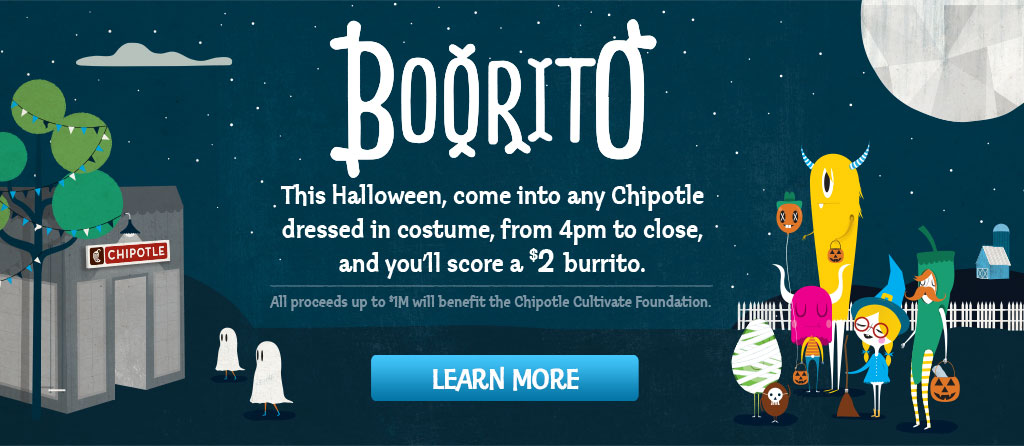 BOORITO
This Halloween, come into any Chipotle
dressed in costume, from 4pm to close,
and you'll score a $2 burrito.
All proceeds up to $1M will benefit the Chipotle Cultivate Foundation.
CHIPOTLE
LEARN MORE